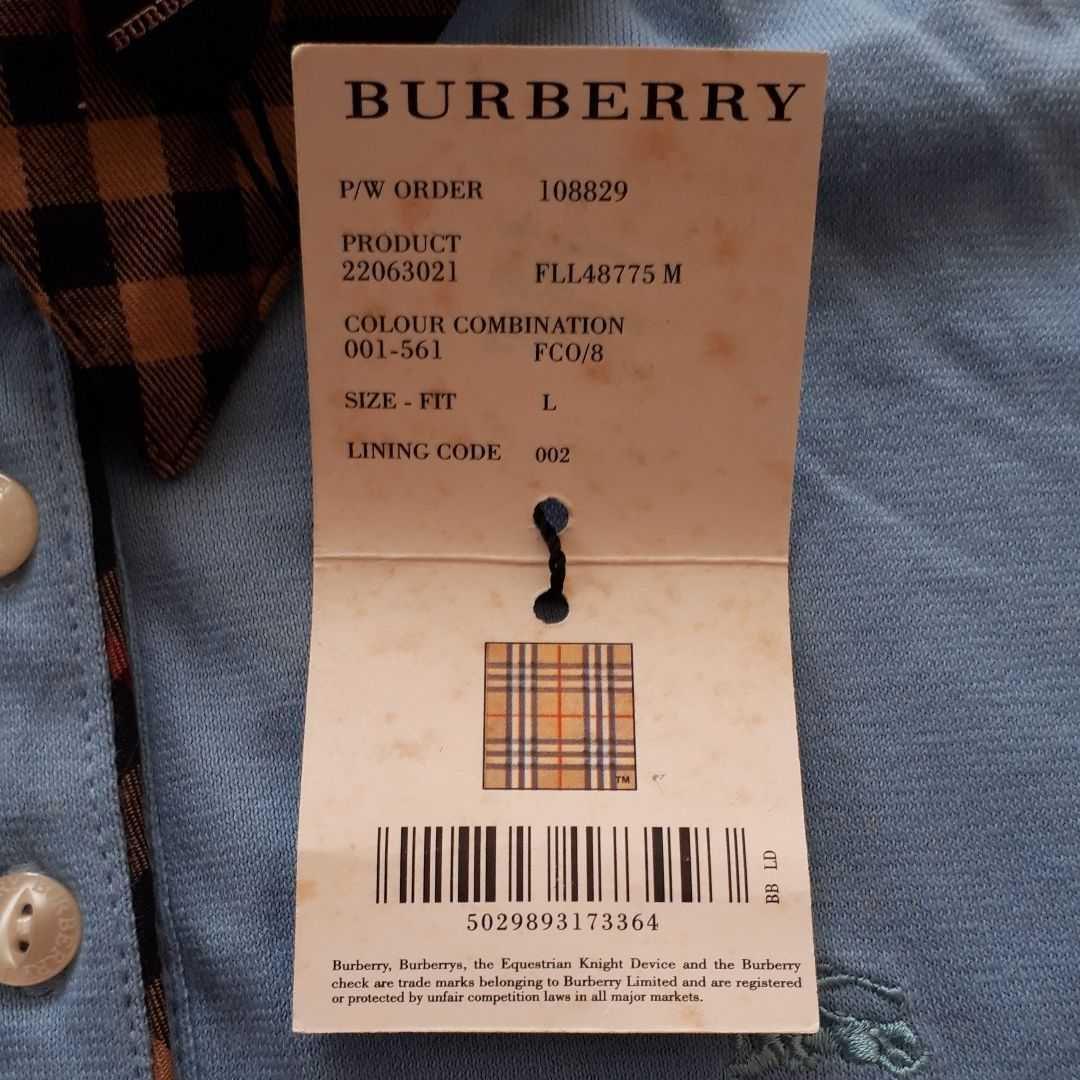 BURBERRY
P/W ORDER 108829
PRODUCT
22063021 FLL48775 M
COLOUR COMBINATION
001-561 FCO/8
SIZE - FIT L
LINING CODE 002
TM
BB LD
5029893173364
Burberry, Burberrys, the Equestrian Knight Device and the Burberry
check are trade marks belonging to Burberry Limited and are registered
or protected by unfair competition laws in all major markets.